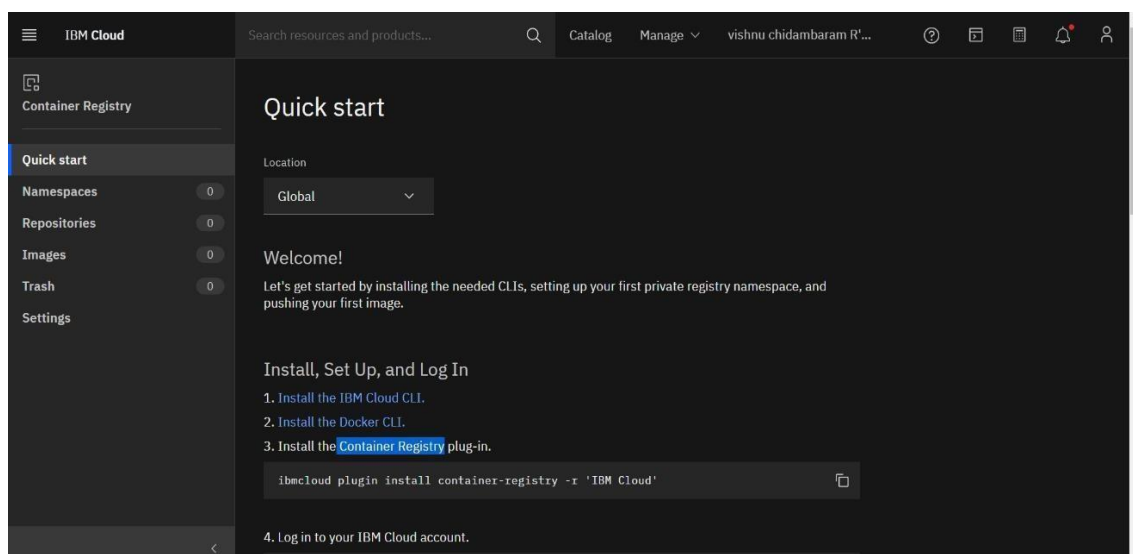 IBM Cloud
Search resources and products...
Catalog
Manage
vishnu chidambaram R'...
Container Registry
Quick start
Namespaces 0
Repositories 0
Images 0
Trash 0
Settings
Quick start
Location
Global
Welcome!
Let's get started by installing the needed CLIs, setting up your first private registry namespace, and
pushing your first image.
Install, Set Up, and Log In
1. Install the IBM Cloud CLI.
2. Install the Docker CLI.
3. Install the Container Registry plug-in.
ibmcloud plugin install container-registry -r 'IBM Cloud'
4. Log in to your IBM Cloud account.